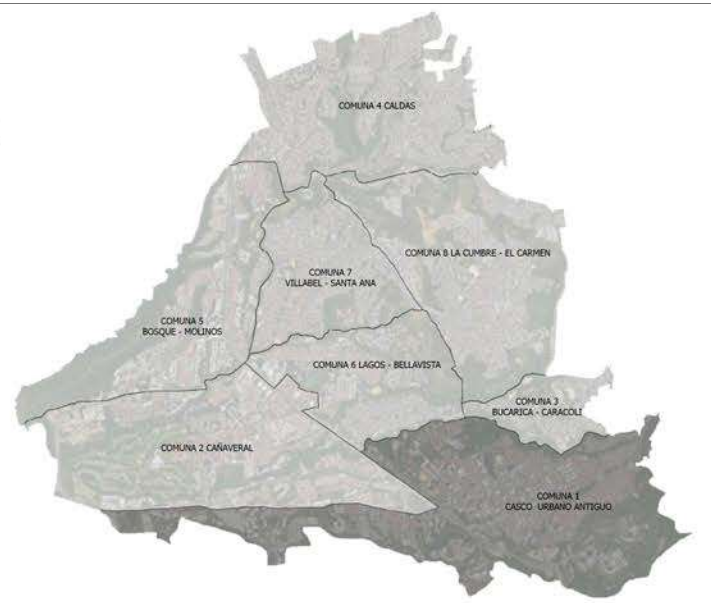 COMUNA 4 CALDAS
COMUNA 8 LA CUMBRE - EL CARMEN
COMUNA 7
VILLABEL - SANTA ANA
COMUNA 5
BOSQUE - MOLINOS
COMUNA 6 LAGOS - BELLAVISTA
COMUNA 3
BUCARICA - CARACOLI
COMUNA 2 CAÑAVERAL
COMUNA 1
CASCO URBANO ANTIGUO